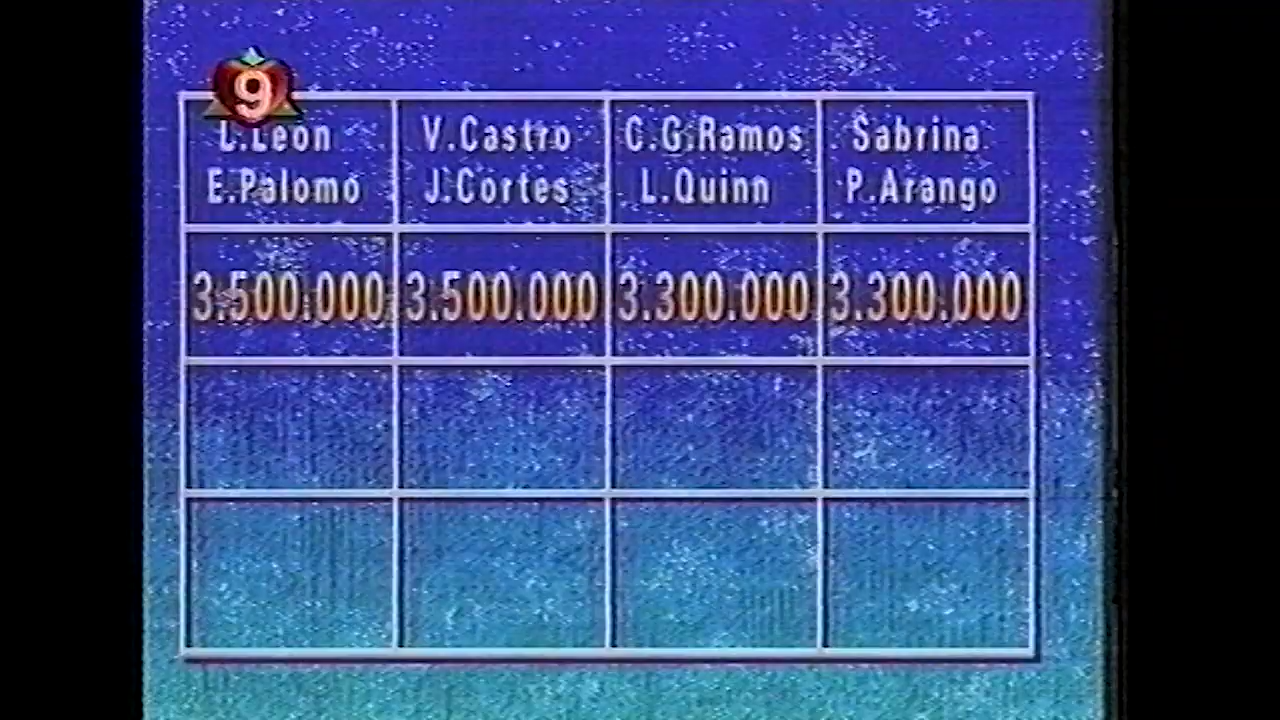 9
L.Leon
E.Palomo
V.Castro
J.Cortes
C.G.Ramos
L.Quinn
Sabrina
P.Arango
3.500.000
3.500.000
3.300.000
3.300.000